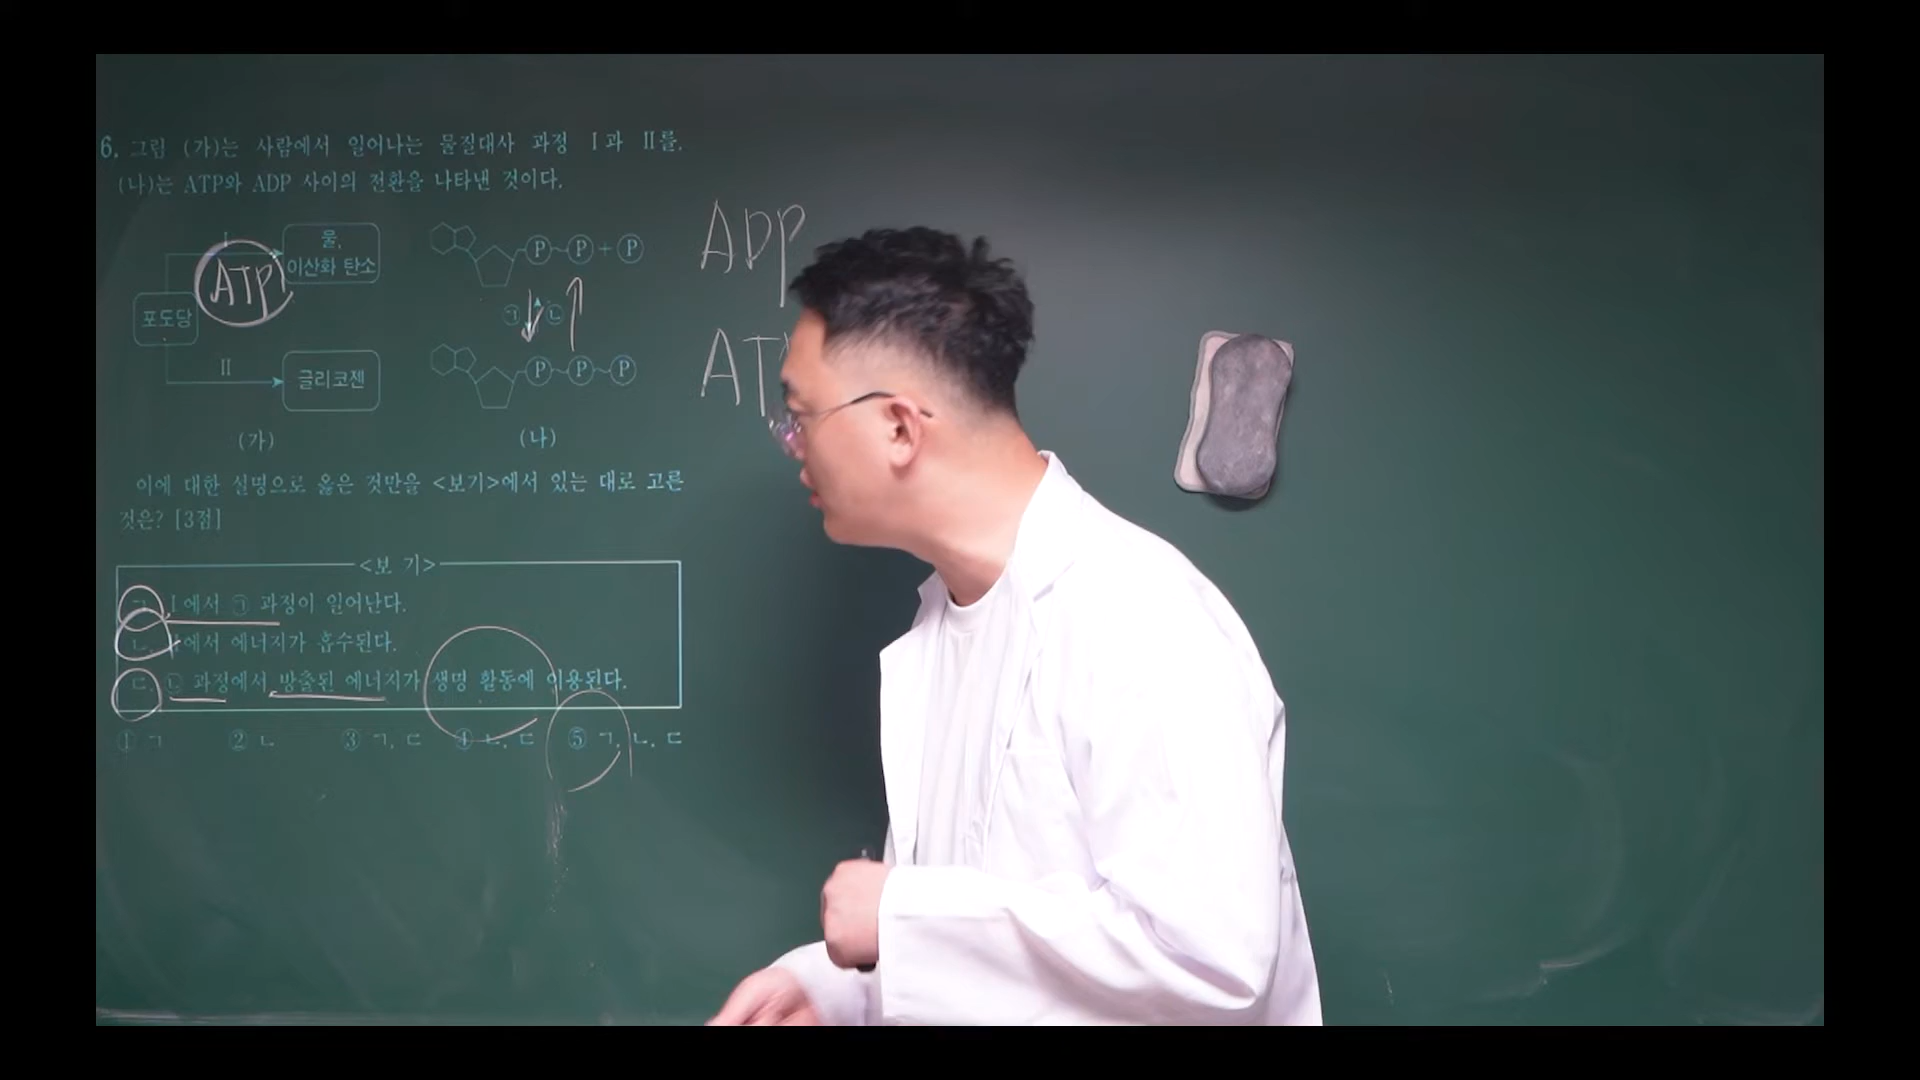 6. 그림 (가)는 사람에서 일어나는 물질대사 과정 Ⅰ과 Ⅱ를,
(나)는 ATP와 ADP 사이의 전환을 나타낸 것이다.
Ⅰ
물,
이산화 탄소
ATP
포도당
Ⅱ
글리코젠
(가)
P P + P
㉠ ㉡
P P P
(나)
ADP
AT
이에 대한 설명으로 옳은 것만을 <보기>에서 있는 대로 고른
것은? [3점]
<보 기>
ㄱ. Ⅰ에서 ㉠ 과정이 일어난다.
ㄴ. 에서 에너지가 흡수된다.
ㄷ. ㉡ 과정에서 방출된 에너지가 생명 활동에 이용된다.
① ㄱ ② ㄴ ③ ㄱ, ㄷ ④ ㄴ, ㄷ ⑤ ㄱ, ㄴ, ㄷ